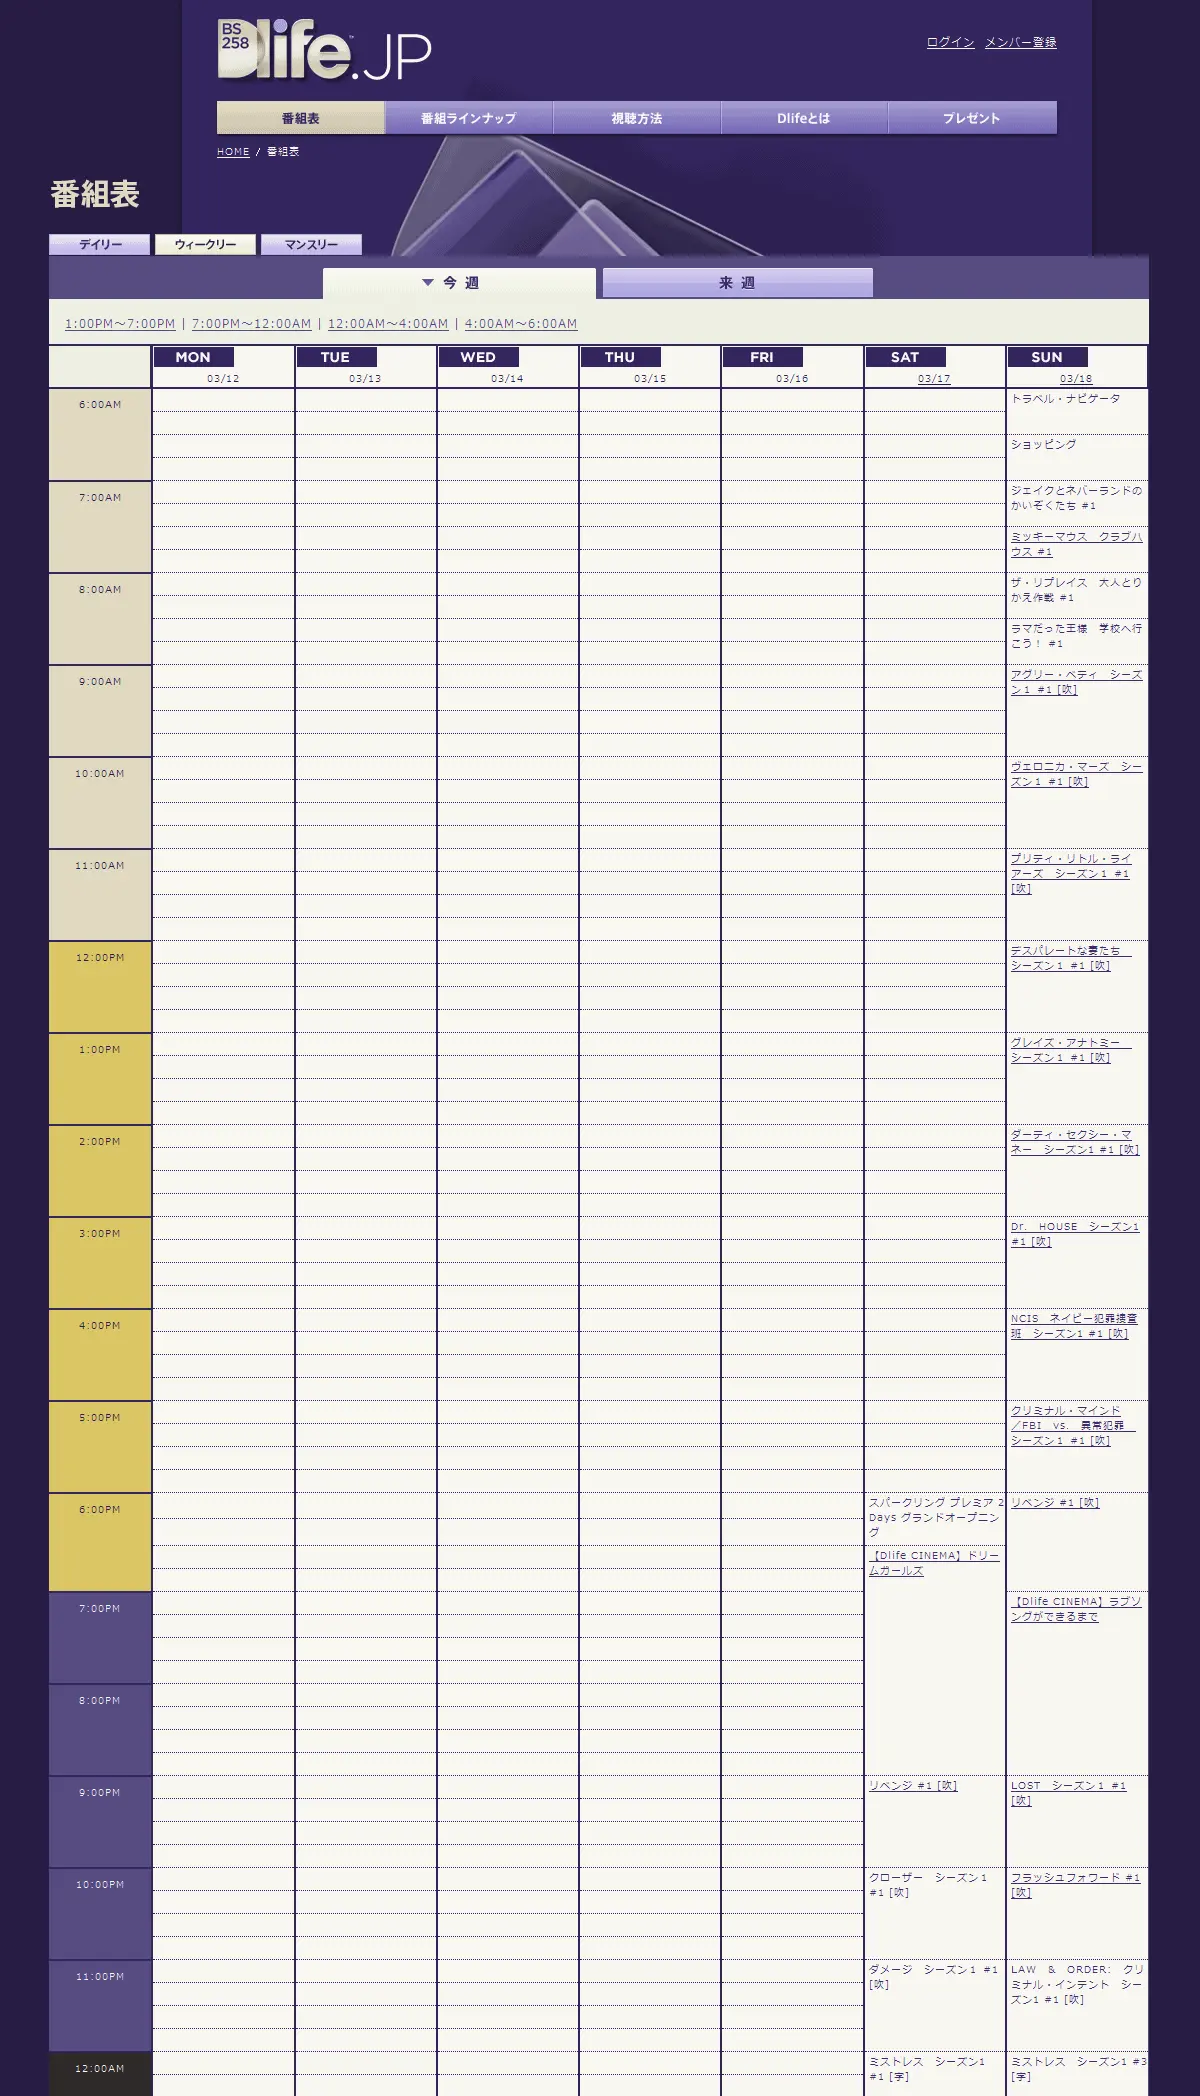 BS
258
Dlife.JP
ログイン メンバー登録
番組表 番組ラインナップ 視聴方法 Dlifeとは プレゼント
HOME / 番組表
番組表
デイリー ウィークリー マンスリー
▼ 今週 来週
1:00PM～7:00PM | 7:00PM～12:00AM | 12:00AM～4:00AM | 4:00AM～6:00AM
MON TUE WED THU FRI SAT SUN
03/12 03/13 03/14 03/15 03/16 03/17 03/18
6:00AM
トラベル・ナビゲータ
ショッピング
7:00AM
ジェイクとネバーランドの
かいぞくたち #1
ミッキーマウス　クラブハ
ウス #1
8:00AM
ザ・リプレイス　大人とり
かえ作戦 #1
ラマだった王様　学校へ行
こう！ #1
9:00AM
アグリー・ベティ　シーズ
ン１ #1 [吹]
10:00AM
ヴェロニカ・マーズ　シー
ズン１ #1 [吹]
11:00AM
プリティ・リトル・ライ
アーズ　シーズン１ #1
[吹]
12:00PM
デスパレートな妻たち
シーズン１ #1 [吹]
1:00PM
グレイズ・アナトミー
シーズン１ #1 [吹]
2:00PM
ダーティ・セクシー・マ
ネー　シーズン1 #1 [吹]
3:00PM
Dr.　HOUSE　シーズン1
#1 [吹]
4:00PM
NCIS　ネイビー犯罪捜査
班　シーズン1 #1 [吹]
5:00PM
クリミナル・マインド
／FBI　vs.　異常犯罪
シーズン１ #1 [吹]
6:00PM
スパークリング プレミア 2
Days グランドオープニン
グ
【Dlife CINEMA】ドリー
ムガールズ
リベンジ #1 [吹]
7:00PM
【Dlife CINEMA】ラブソ
ングができるまで
8:00PM
9:00PM
リベンジ #1 [吹]
LOST　シーズン１ #1
[吹]
10:00PM
クローザー　シーズン１
#1 [吹]
フラッシュフォワード #1
[吹]
11:00PM
ダメージ　シーズン１ #1
[吹]
LAW　&　ORDER:　クリ
ミナル・インテント　シー
ズン1 #1 [吹]
12:00AM
ミストレス　シーズン1
#1 [字]
ミストレス　シーズン1 #3
[字]